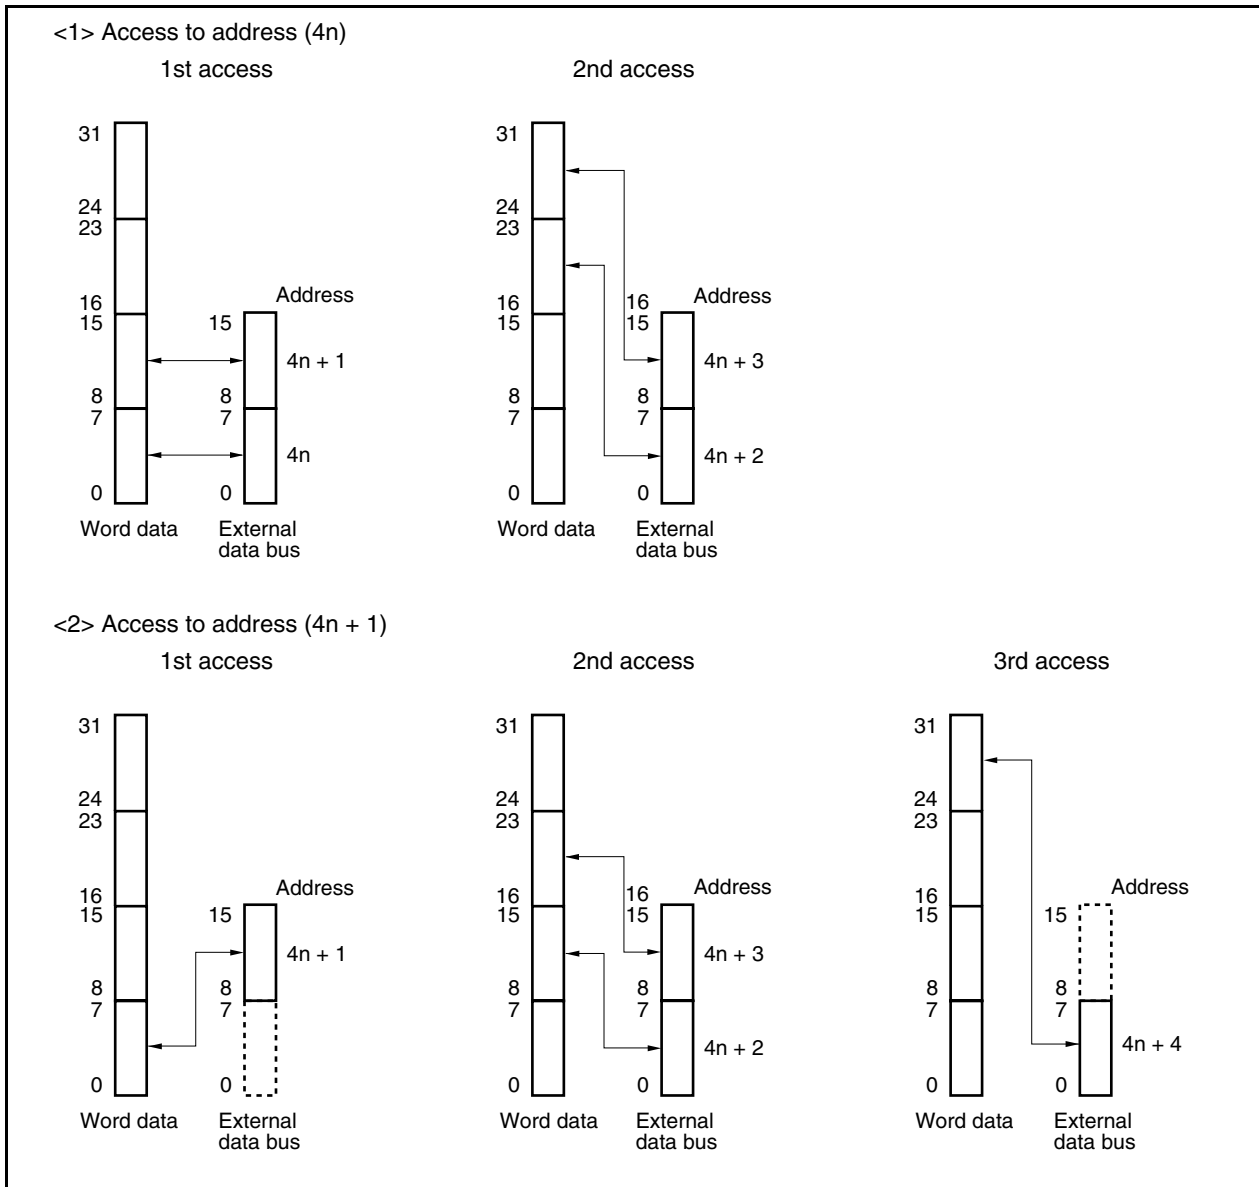 <1> Access to address (4n)
1st access
2nd access
31
24
23
16
15
8
7
0
Word data
Address
15
8
7
0
4n + 1
4n
External
data bus
31
24
23
16
15
8
7
0
Word data
Address
16
15
8
7
0
4n + 3
4n + 2
External
data bus
<2> Access to address (4n + 1)
1st access
2nd access
3rd access
31
24
23
16
15
8
7
0
Word data
Address
15
8
7
0
4n + 1
External
data bus
31
24
23
16
15
8
7
0
Word data
Address
16
15
8
7
0
4n + 3
4n + 2
External
data bus
31
24
23
16
15
8
7
0
Word data
Address
15
8
7
0
4n + 4
External
data bus